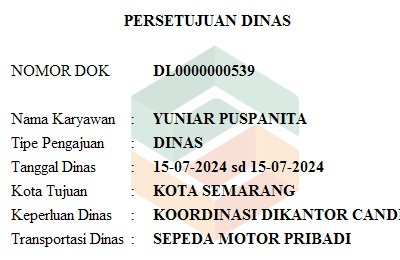 PERSETUJUAN DINAS
NOMOR DOK DL0000000539
Nama Karyawan : YUNIAR PUSPANITA
Tipe Pengajuan : DINAS
Tanggal Dinas : 15-07-2024 sd 15-07-2024
Kota Tujuan : KOTA SEMARANG
Keperluan Dinas : KOORDINASI DIKANTOR CANDI
Transportasi Dinas : SEPEDA MOTOR PRIBADI